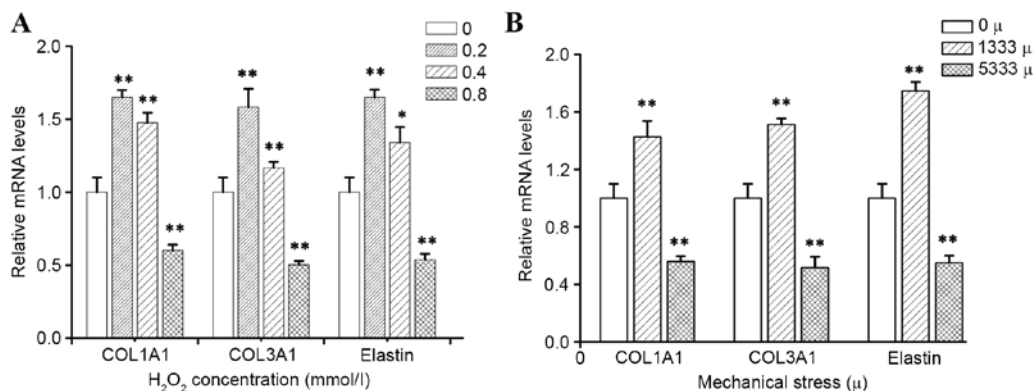 A
0
0.2
0.4
0.8
Relative mRNA levels
2.0
1.5
1.0
0.5
0.0
** ** **
** ** **
** * **
COL1A1 COL3A1 Elastin
H₂O₂ concentration (mmol/l)
B
0 μ
1333 μ
5333 μ
Relative mRNA levels
2.0
1.6
1.2
0.8
0.4
0.0
** **
** **
** **
0 COL1A1 COL3A1 Elastin
Mechanical stress (μ)